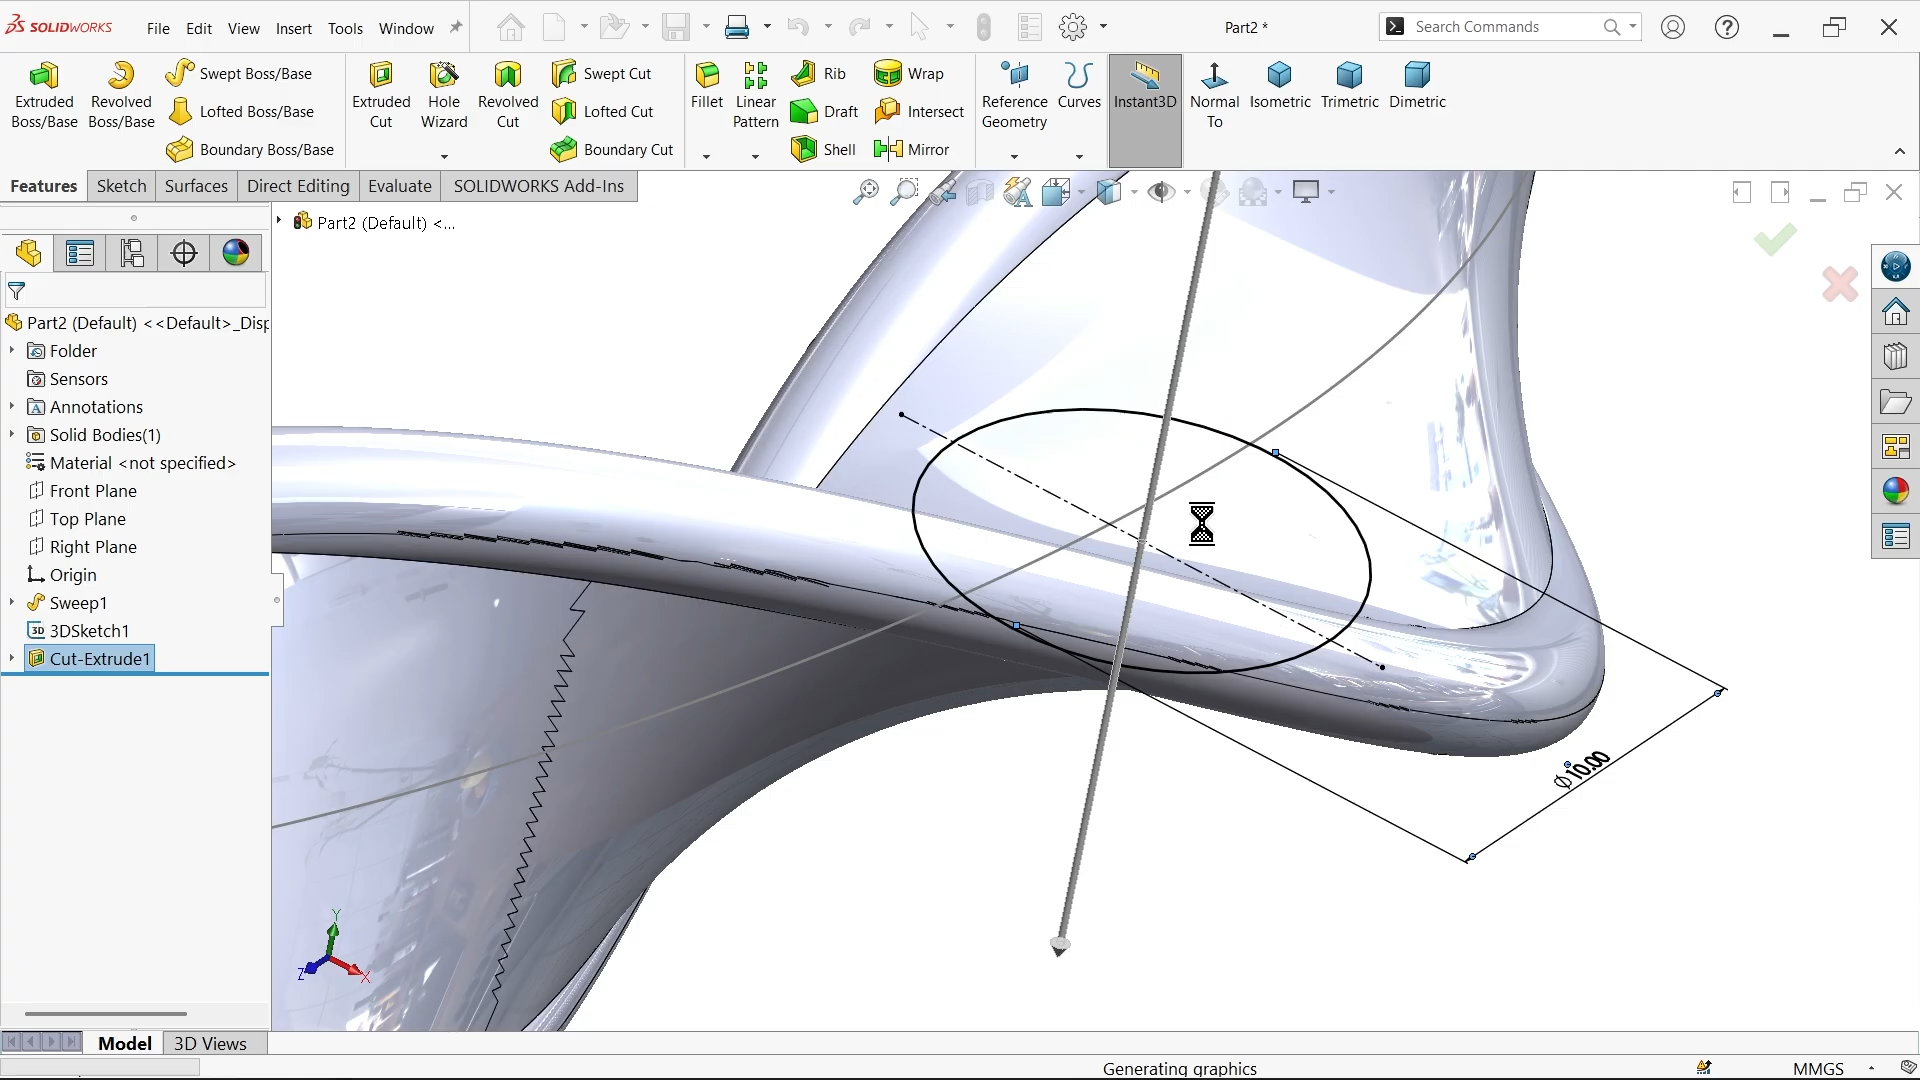 SOLIDWORKS File Edit View Insert Tools Window Part2 * Search Commands
Extruded Boss/Base
Revolved Boss/Base
Swept Boss/Base
Lofted Boss/Base
Boundary Boss/Base
Extruded Cut
Hole Wizard
Revolved Cut
Swept Cut
Lofted Cut
Boundary Cut
Fillet
Linear Pattern
Rib
Draft
Shell
Wrap
Intersect
Mirror
Reference Geometry
Curves
Instant3D
Normal To
Isometric
Trimetric
Dimetric
Features Sketch Surfaces Direct Editing Evaluate SOLIDWORKS Add-Ins
Part2 (Default) <...
Part2 (Default) <<Default>_Disp
Folder
Sensors
Annotations
Solid Bodies(1)
Material <not specified>
Front Plane
Top Plane
Right Plane
Origin
Sweep1
3D 3DSketch1
Cut-Extrude1
Ø10.00
Y
Z
X
Model 3D Views
Generating graphics MMGS